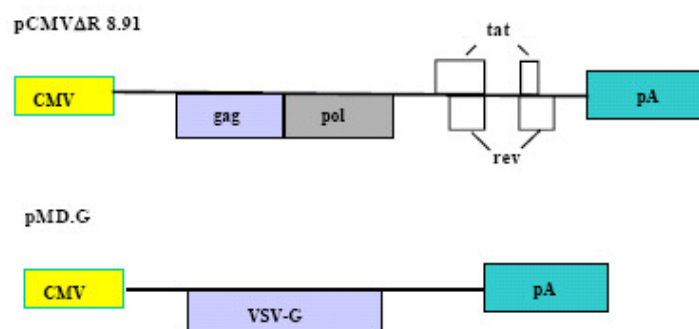 pCMVΔR 8.91
tat
CMV
gag
pol
pA
rev
pMD.G
CMV
VSV-G
pA